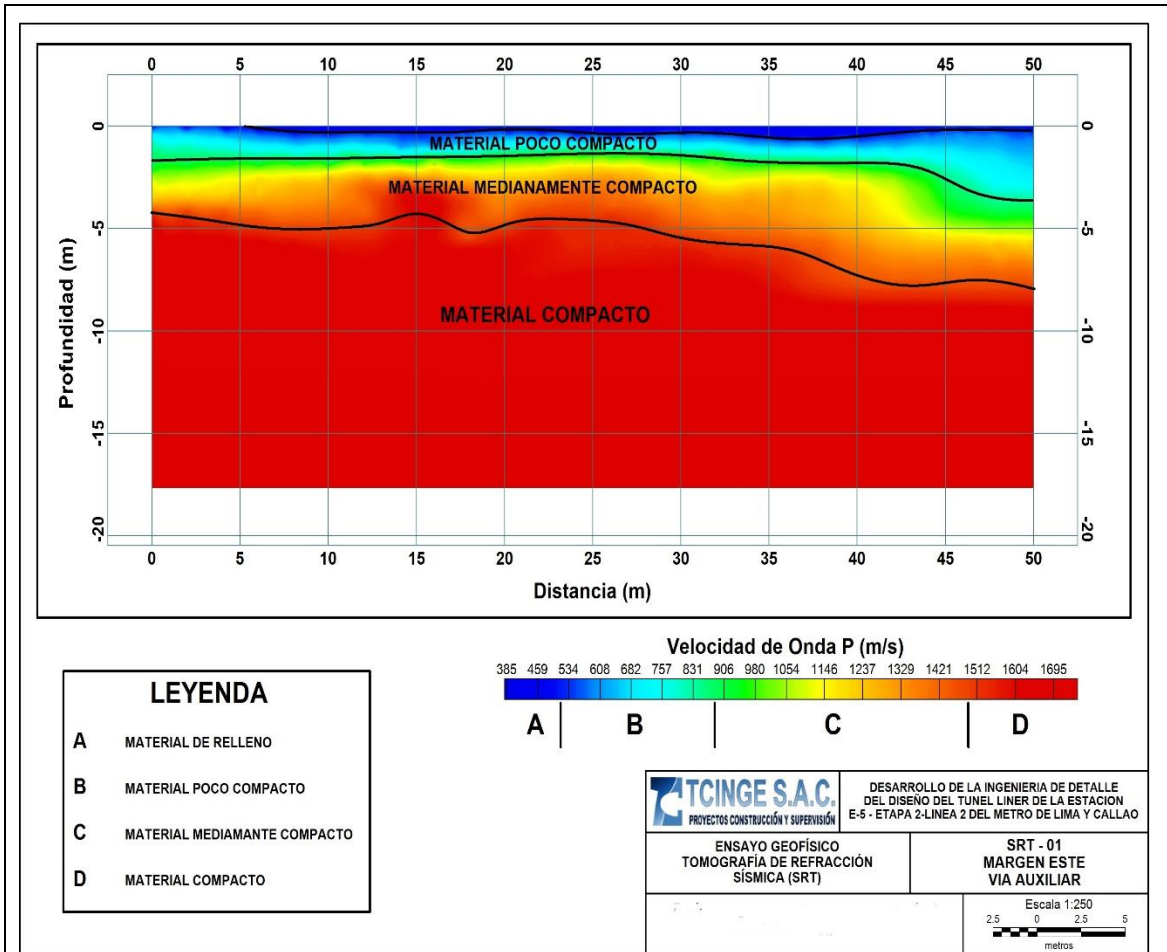 0 5 10 15 20 25 30 35 40 45 50
0 0
MATERIAL POCO COMPACTO
MATERIAL MEDIANAMENTE COMPACTO
-5 -5
MATERIAL COMPACTO
Profundidad (m)
-10 -10
-15 -15
-20 -20
0 5 10 15 20 25 30 35 40 45 50
Distancia (m)
Velocidad de Onda P (m/s)
385 459 534 608 682 757 831 906 980 1054 1146 1237 1329 1421 1512 1604 1695
A B C D
LEYENDA
A MATERIAL DE RELLENO
B MATERIAL POCO COMPACTO
C MATERIAL MEDIAMANTE COMPACTO
D MATERIAL COMPACTO
TCINGE S.A.C.
PROYECTOS CONSTRUCCIÓN Y SUPERVISIÓN
DESARROLLO DE LA INGENIERIA DE DETALLE
DEL DISEÑO DEL TUNEL LINER DE LA ESTACION
E-5 - ETAPA 2-LINEA 2 DEL METRO DE LIMA Y CALLAO
ENSAYO GEOFÍSICO
TOMOGRAFÍA DE REFRACCIÓN
SÍSMICA (SRT)
SRT - 01
MARGEN ESTE
VIA AUXILIAR
Escala 1:250
2.5 0 2.5 5
metros